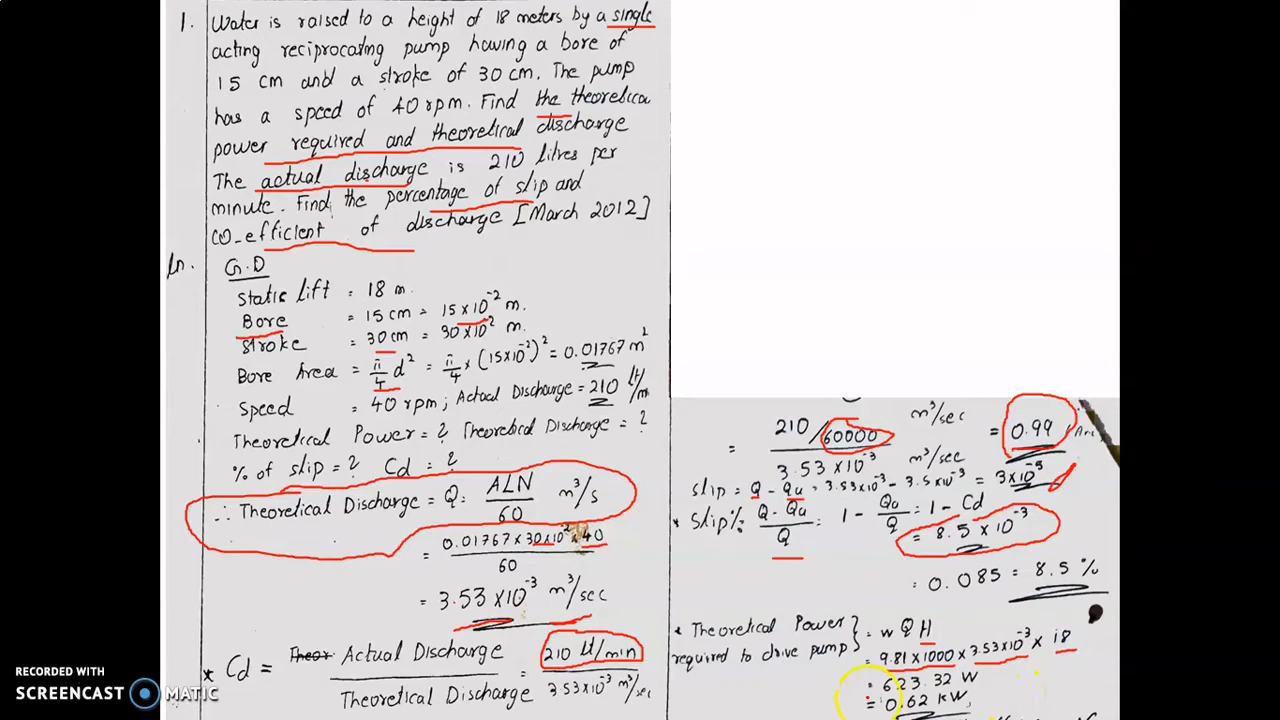 1. Water is raised to a height of 18 meters by a single
acting reciprocating pump having a bore of
15 cm and a stroke of 30 cm. The pump
has a speed of 40 rpm. Find the theoretica
power required and theoretical discharge
The actual discharge is 210 litres per
minute. Find the percentage of slip and
co-efficient of discharge [March 2012]
G.D
Static lift = 18 m.
Bore = 15 cm = 15×10⁻² m.
Stroke = 30 cm = 30×10² m.
Bore Area = π/4 d² = π/4 × (15×10⁻²)² = 0.01767 m²
Speed = 40 rpm; Actual Discharge = 210 lt/m
Theoretical Power = ? Theoretical Discharge = ?
% of slip = ? Cd = ?
∴ Theoretical Discharge = Q = ALN/60 m³/s
= 0.01767×30×10⁻²×40/60
= 3.53×10⁻³ m³/sec
* Cd = Actual Discharge/Theoretical Discharge = 210 lt/min/3.53×10⁻³ m³/sec
= 210/60000 m³/sec/3.53×10⁻³ m³/sec = 0.99
slip = Q - Qu = 3.53×10⁻³ - 3.5×10⁻³ = 3×10⁻⁵
* Slip%: Q - Qu/Q = 1 - Qu/Q = 1 - Cd
= 8.5×10⁻³
= 0.085 = 8.5 %
* Theoretical Power required to drive pump } = w Q H
= 9.81×1000×3.53×10⁻³×18
= 623.32 W
= 0.62 KW
RECORDED WITH
SCREENCAST MATIC